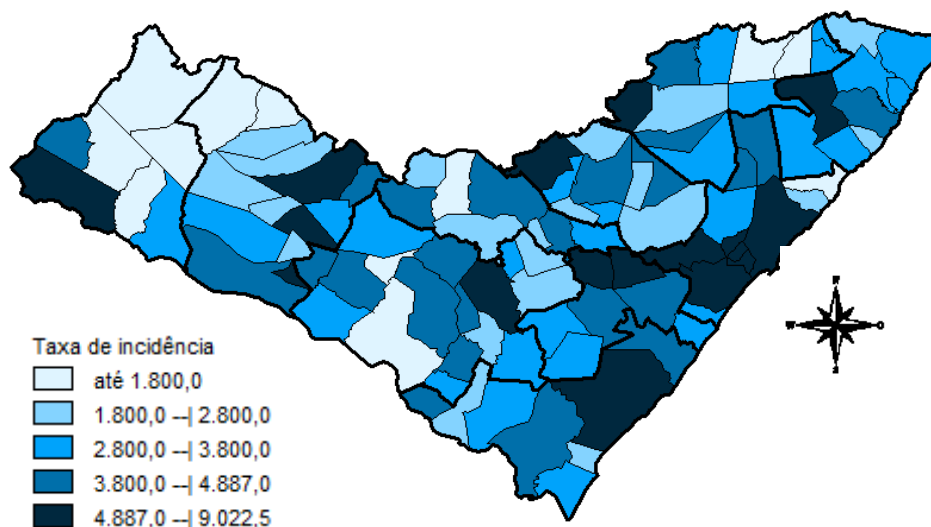 Taxa de incidência
até 1.800,0
1.800,0 --| 2.800,0
2.800,0 --| 3.800,0
3.800,0 --| 4.887,0
4.887,0 --| 9.022,5